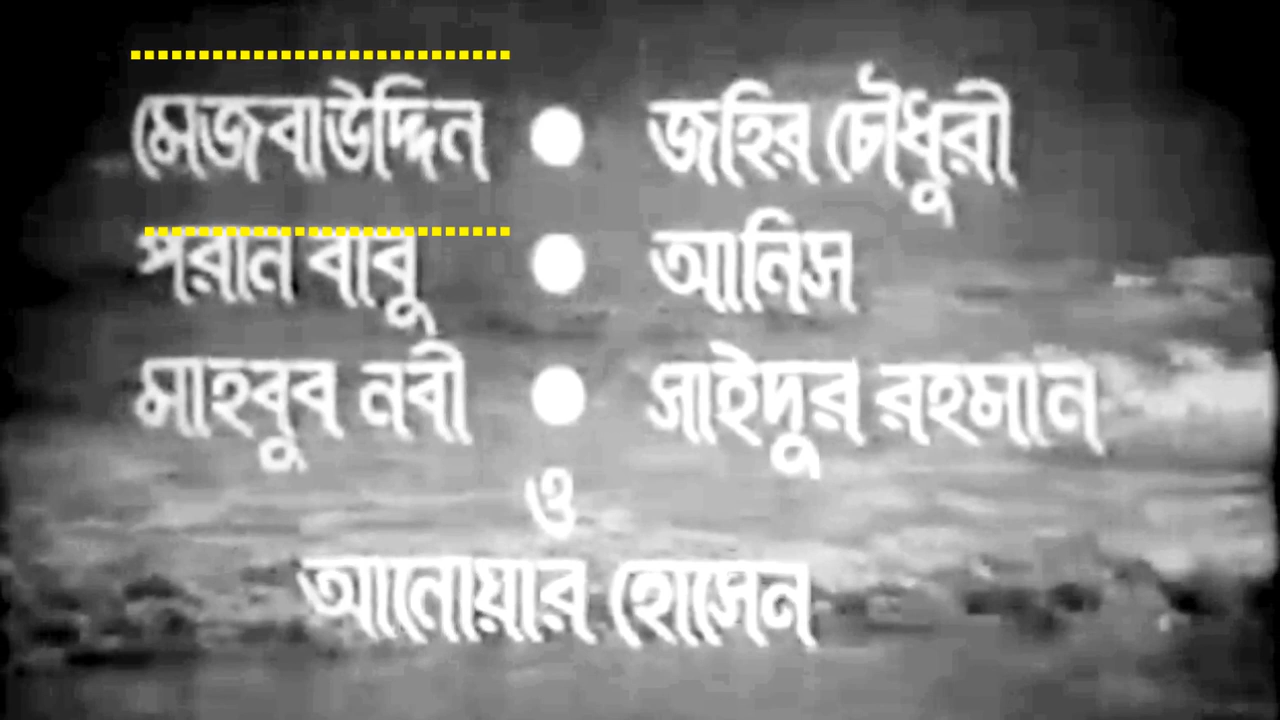 মেজবাউদ্দিন ● জহির চৌধুরী
পরান বাবু ● আনিস
মাহবুব নবী ● সাইদুর রহমান
ও
আনোয়ার হোসেন